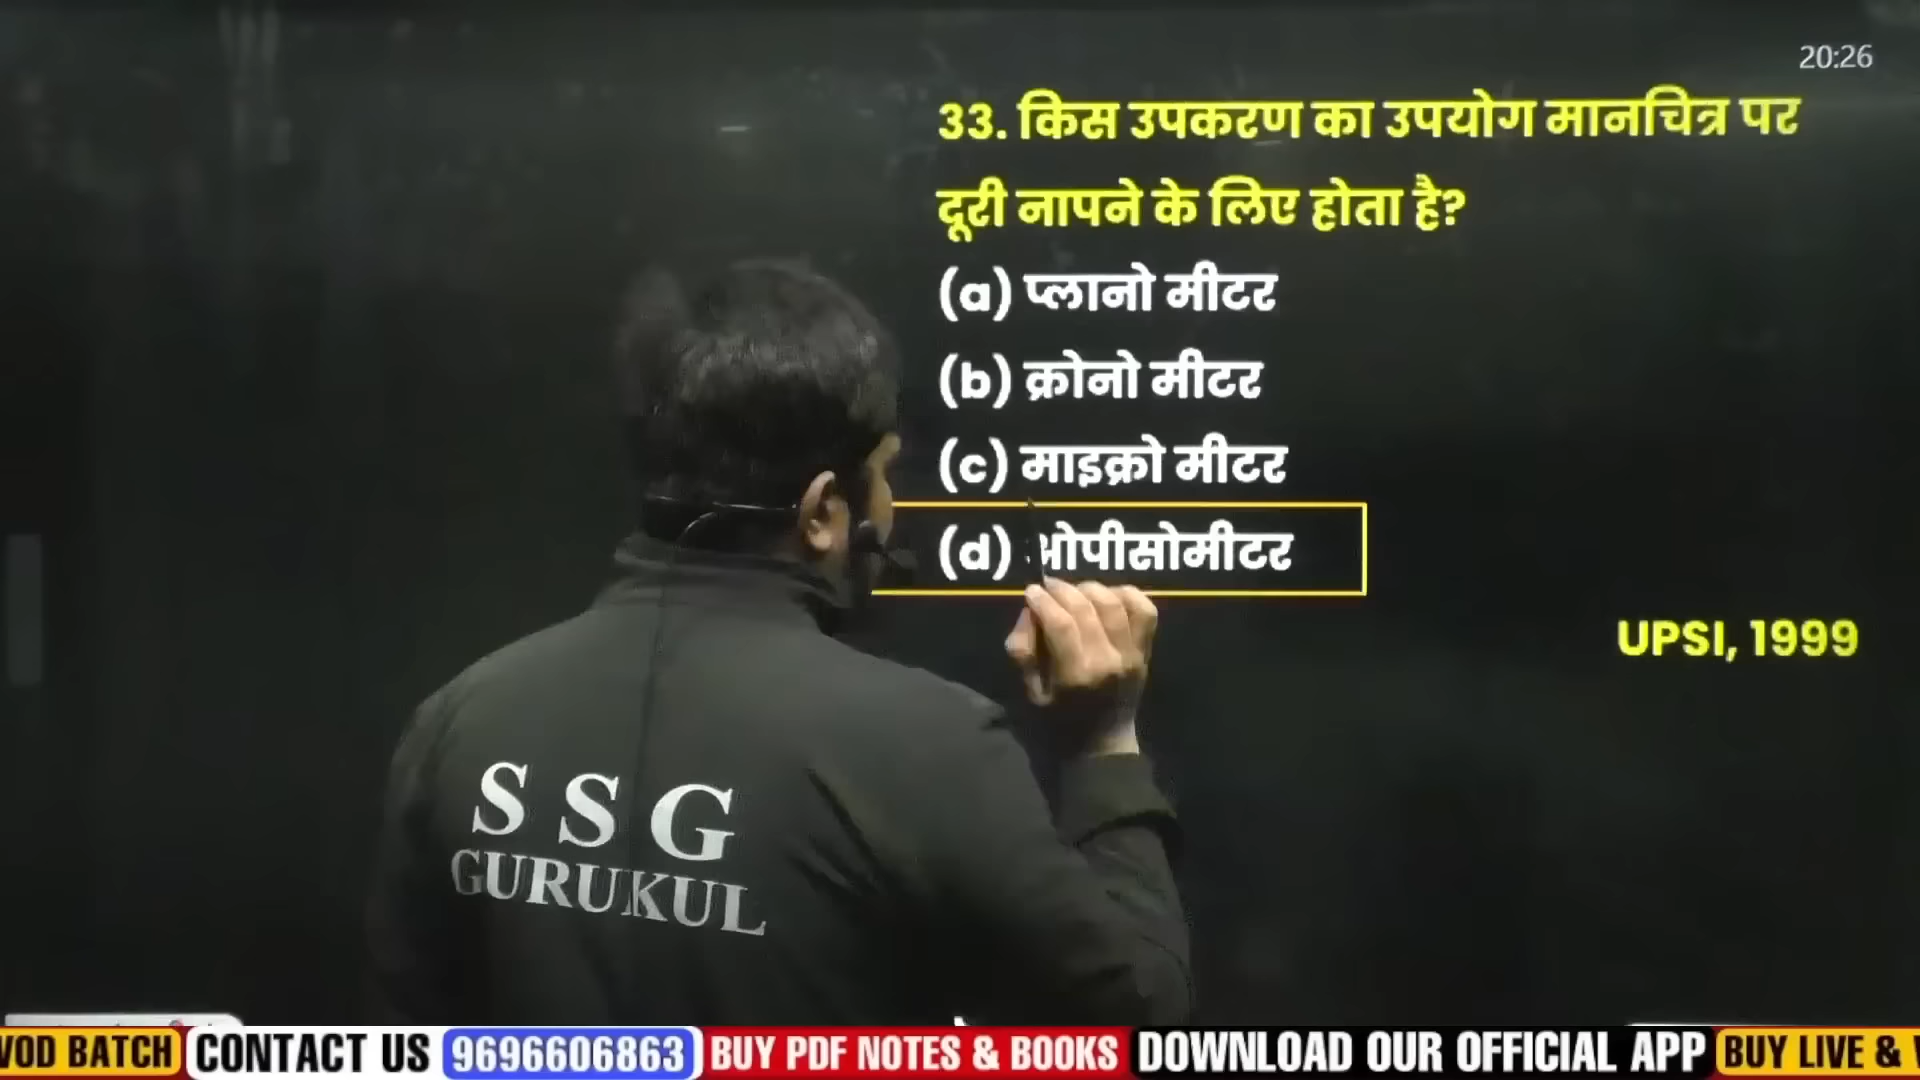 20:26
33. किस उपकरण का उपयोग मानचित्र पर
दूरी नापने के लिए होता है?
(a) प्लानो मीटर
(b) क्रोनो मीटर
(c) माइक्रो मीटर
(d) ओपीसोमीटर
UPSI, 1999
S S G
GURUKUL
VOD BATCH CONTACT US 9696606863 BUY PDF NOTES & BOOKS DOWNLOAD OUR OFFICIAL APP BUY LIVE &